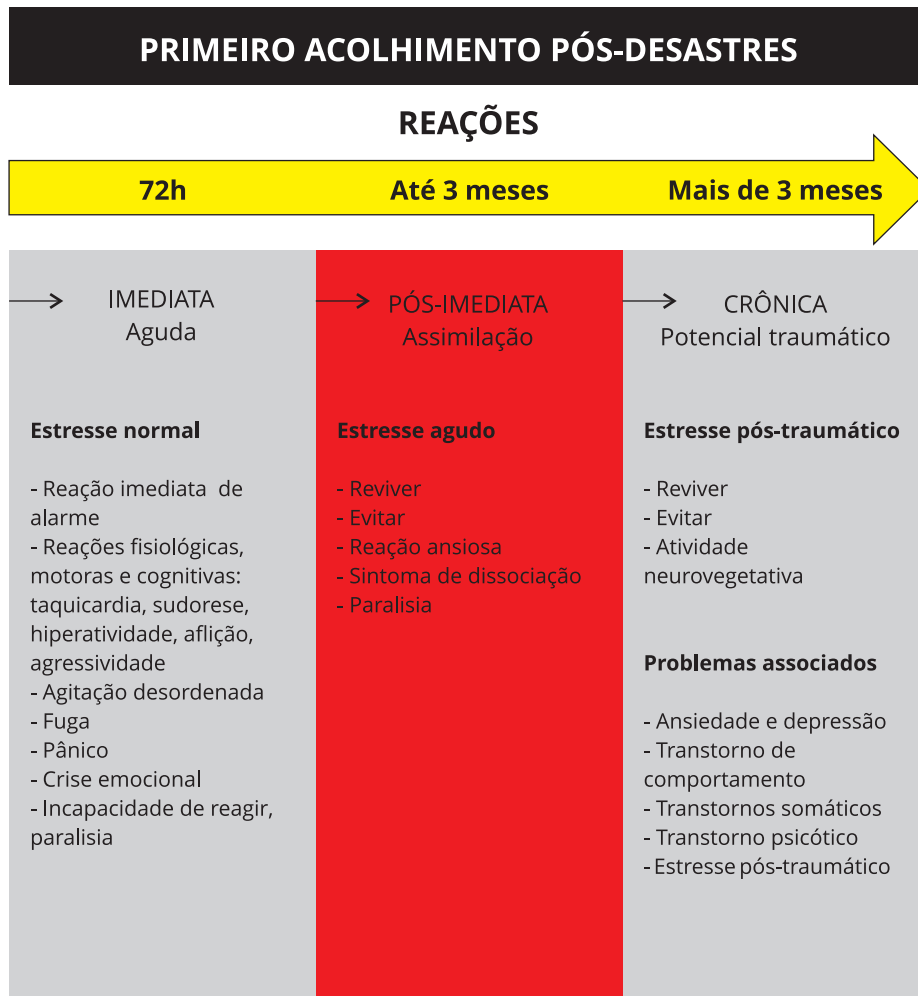 PRIMEIRO ACOLHIMENTO PÓS-DESASTRES
REAÇÕES
72h
Até 3 meses
Mais de 3 meses
IMEDIATA
Aguda
Estresse normal
- Reação imediata de
alarme
- Reações fisiológicas,
motoras e cognitivas:
taquicardia, sudorese,
hiperatividade, aflição,
agressividade
- Agitação desordenada
- Fuga
- Pânico
- Crise emocional
- Incapacidade de reagir,
paralisia
PÓS-IMEDIATA
Assimilação
Estresse agudo
- Reviver
- Evitar
- Reação ansiosa
- Sintoma de dissociação
- Paralisia
CRÔNICA
Potencial traumático
Estresse pós-traumático
- Reviver
- Evitar
- Atividade
neurovegetativa
Problemas associados
- Ansiedade e depressão
- Transtorno de
comportamento
- Transtornos somáticos
- Transtorno psicótico
- Estresse pós-traumático